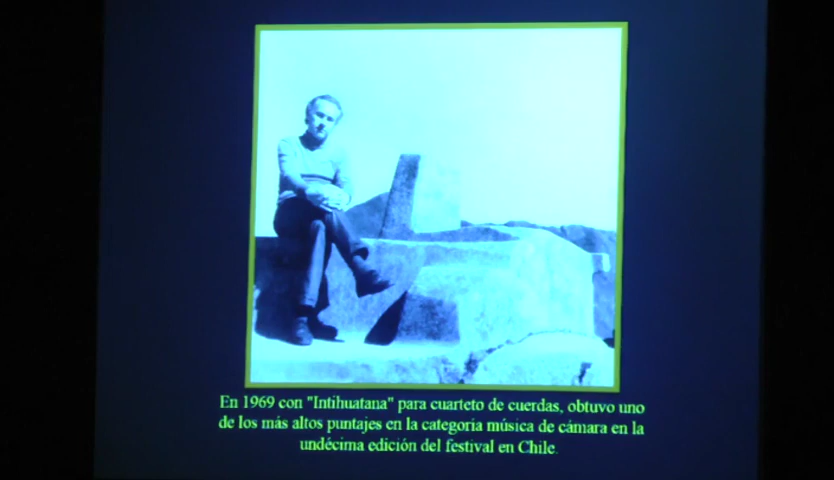 En 1969 con "Intihuatana" para cuarteto de cuerdas, obtuvo uno
de los más altos puntajes en la categoría música de cámara en la
undécima edición del festival en Chile.